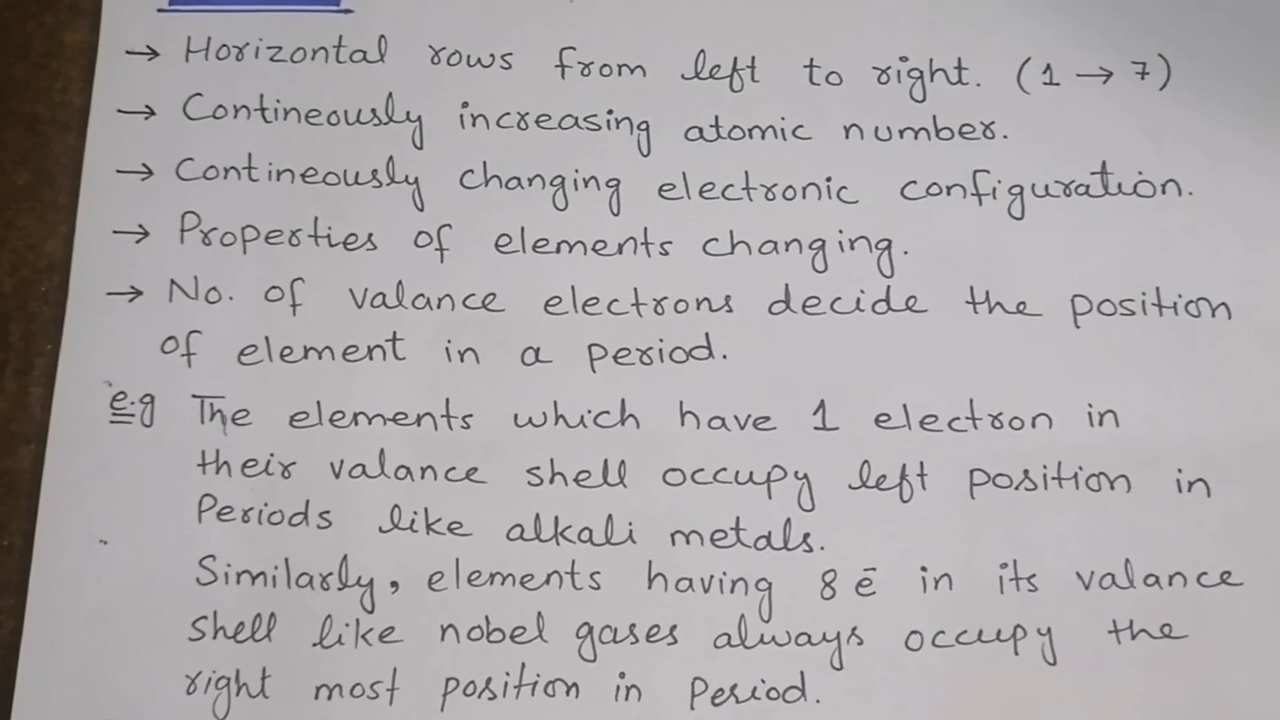 → Horizontal rows from left to right. (1 → 7)
→ Contineously increasing atomic number.
→ Contineously changing electronic configuration.
→ Properties of elements changing.
→ No. of valance electrons decide the position
of element in a period.
e.g The elements which have 1 electron in
their valance shell occupy left position in
Periods like alkali metals.
Similarly, elements having 8 ē in its valance
shell like nobel gases always occupy the
right most position in Period.